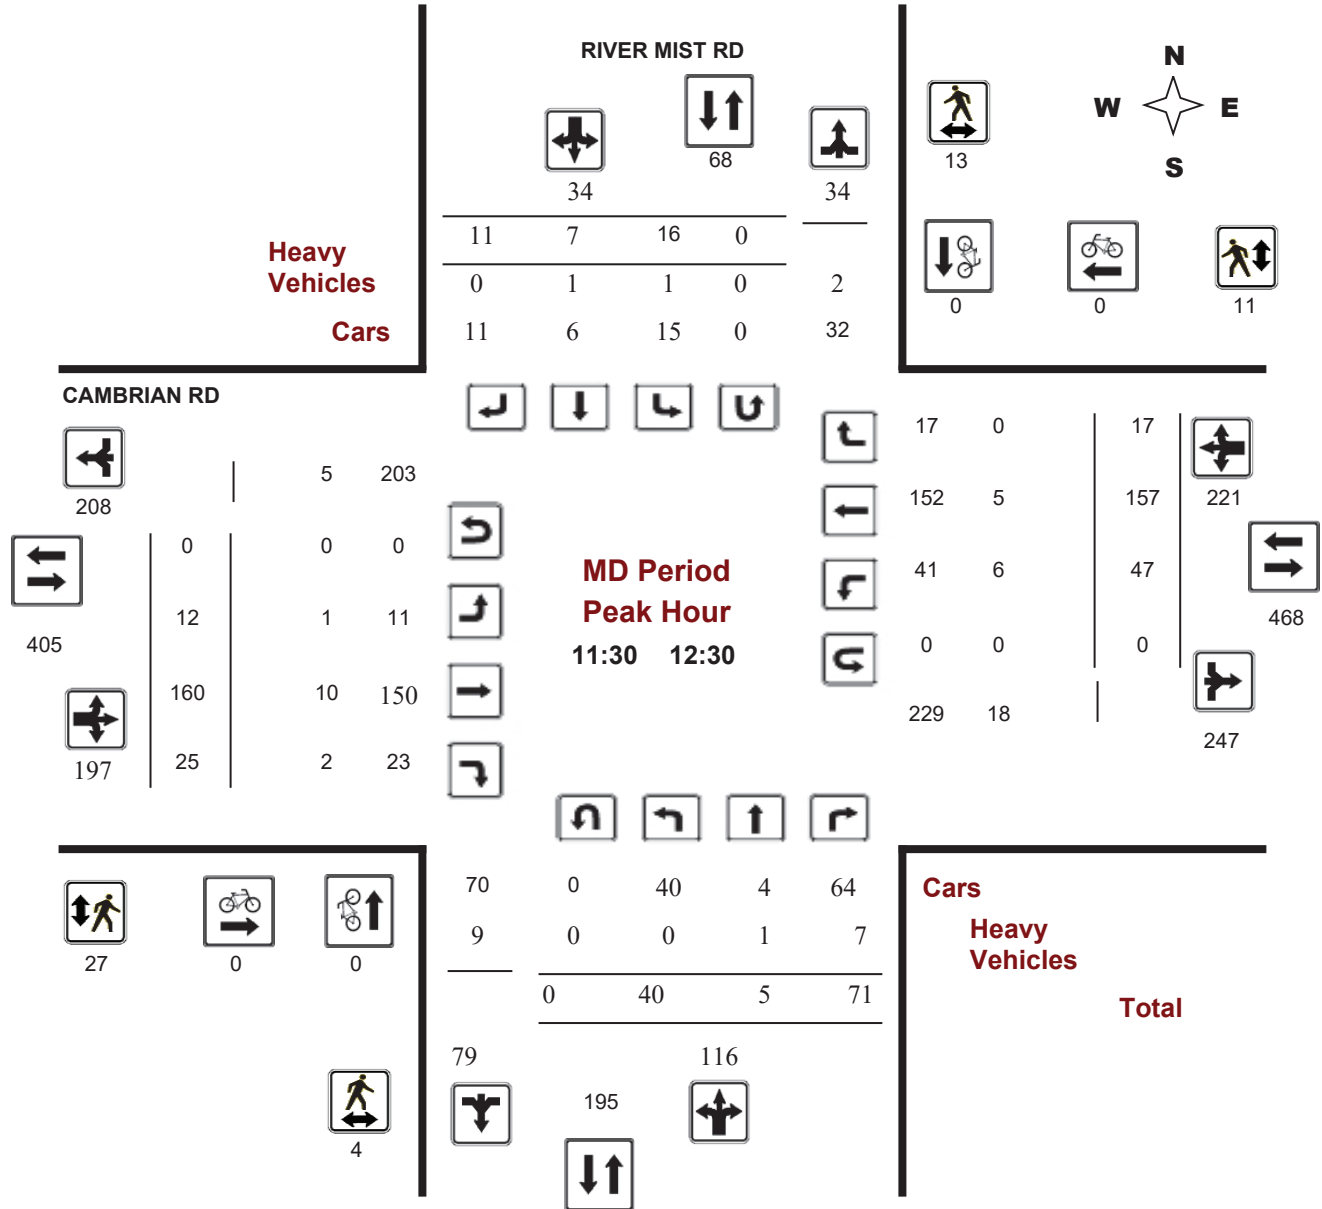 RIVER MIST RD
N
W E
S
68
13
34 34
11 7 16 0
Heavy
Vehicles 0 1 1 0 2
0 0 11
Cars 11 6 15 0 32
CAMBRIAN RD
17 0 17
5 203
208
152 5 157 221
0 0 0
MD Period
41 6 47
Peak Hour
12 1 11
468
405
11:30 12:30
0 0 0
160 10 150
229 18
247
197 25 2 23
70 0 40 4 64 Cars
9 0 0 1 7 Heavy
Vehicles
27 0 0
0 40 5 71
Total
79 116
195
4